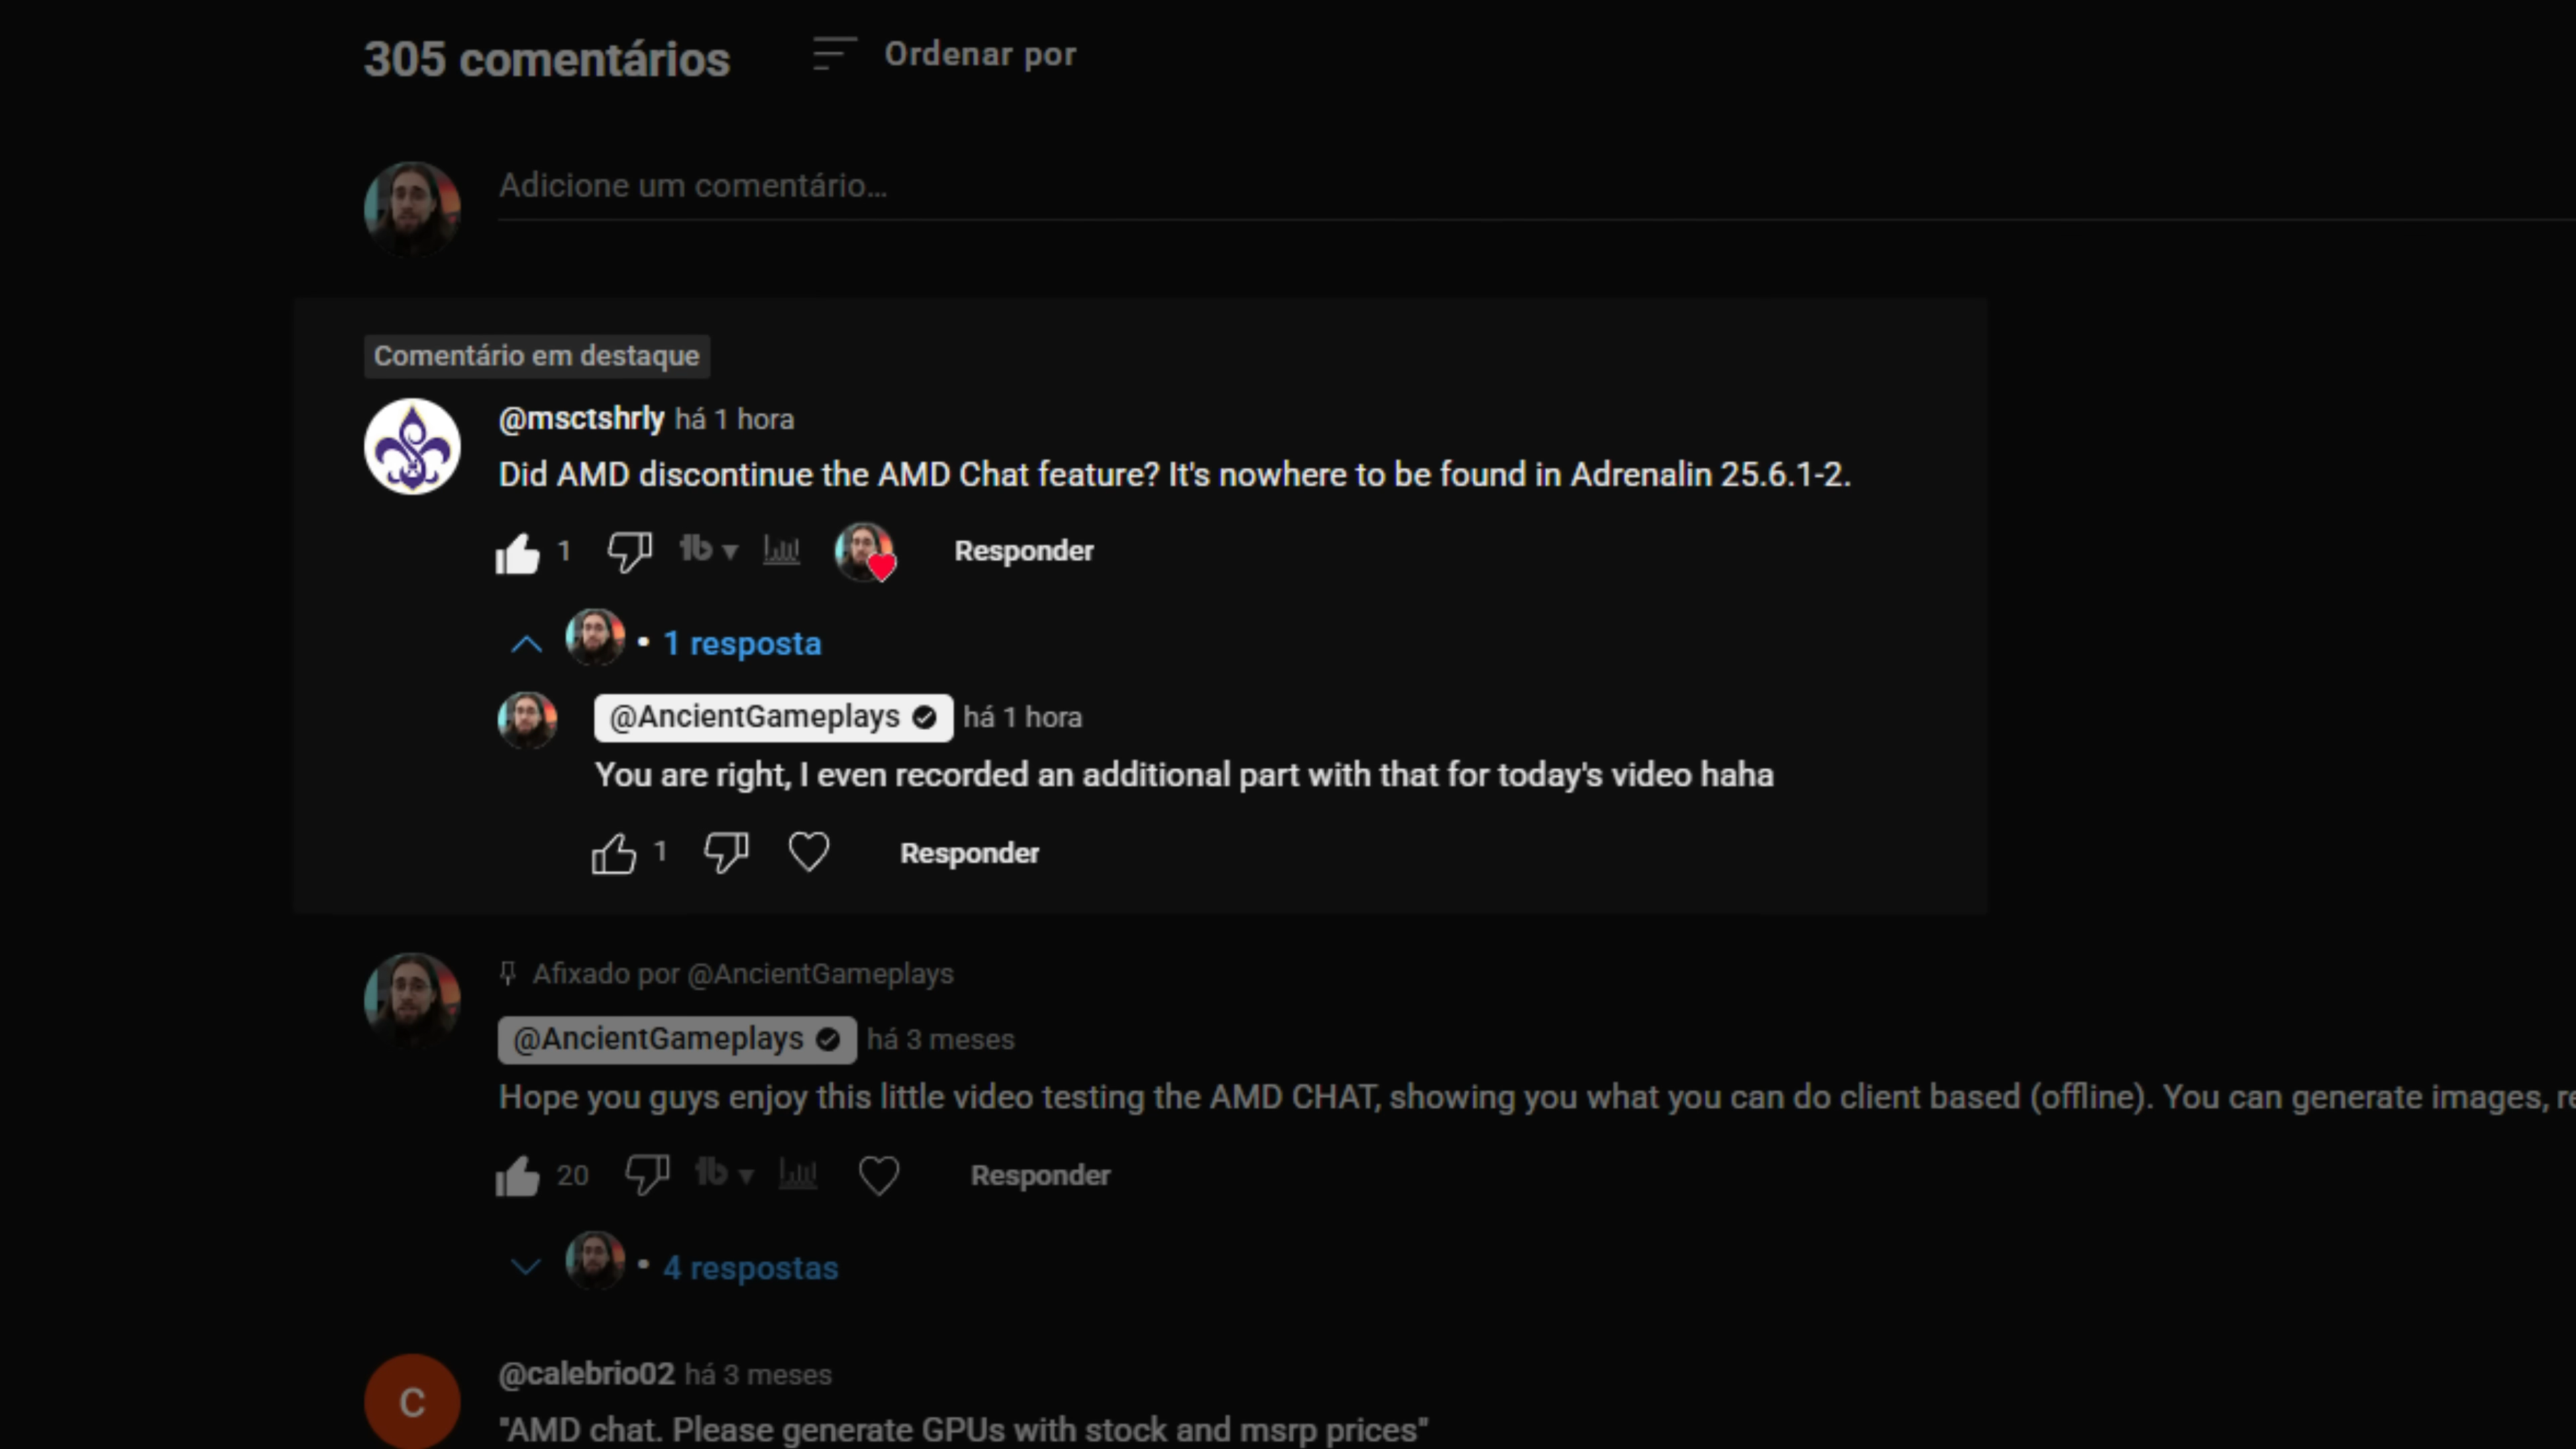 305 comentários
Ordenar por
Adicione um comentário...
Comentário em destaque
@msctshrly há 1 hora
Did AMD discontinue the AMD Chat feature? It's nowhere to be found in Adrenalin 25.6.1-2.
1
Responder
• 1 resposta
@AncientGameplays há 1 hora
You are right, I even recorded an additional part with that for today's video haha
1
Responder
Afixado por @AncientGameplays
@AncientGameplays há 3 meses
Hope you guys enjoy this little video testing the AMD CHAT, showing you what you can do client based (offline). You can generate images,
20
Responder
• 4 respostas
C
@calebrio02 há 3 meses
"AMD chat. Please generate GPUs with stock and msrp prices"